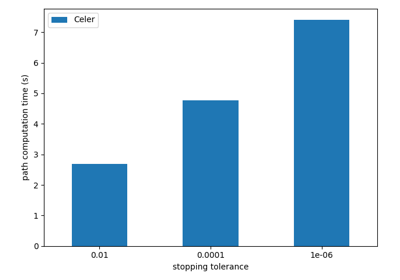 Celer
7
6
5
4
3
2
1
0
path computation time (s)
0.01 0.0001 1e-06
stopping tolerance